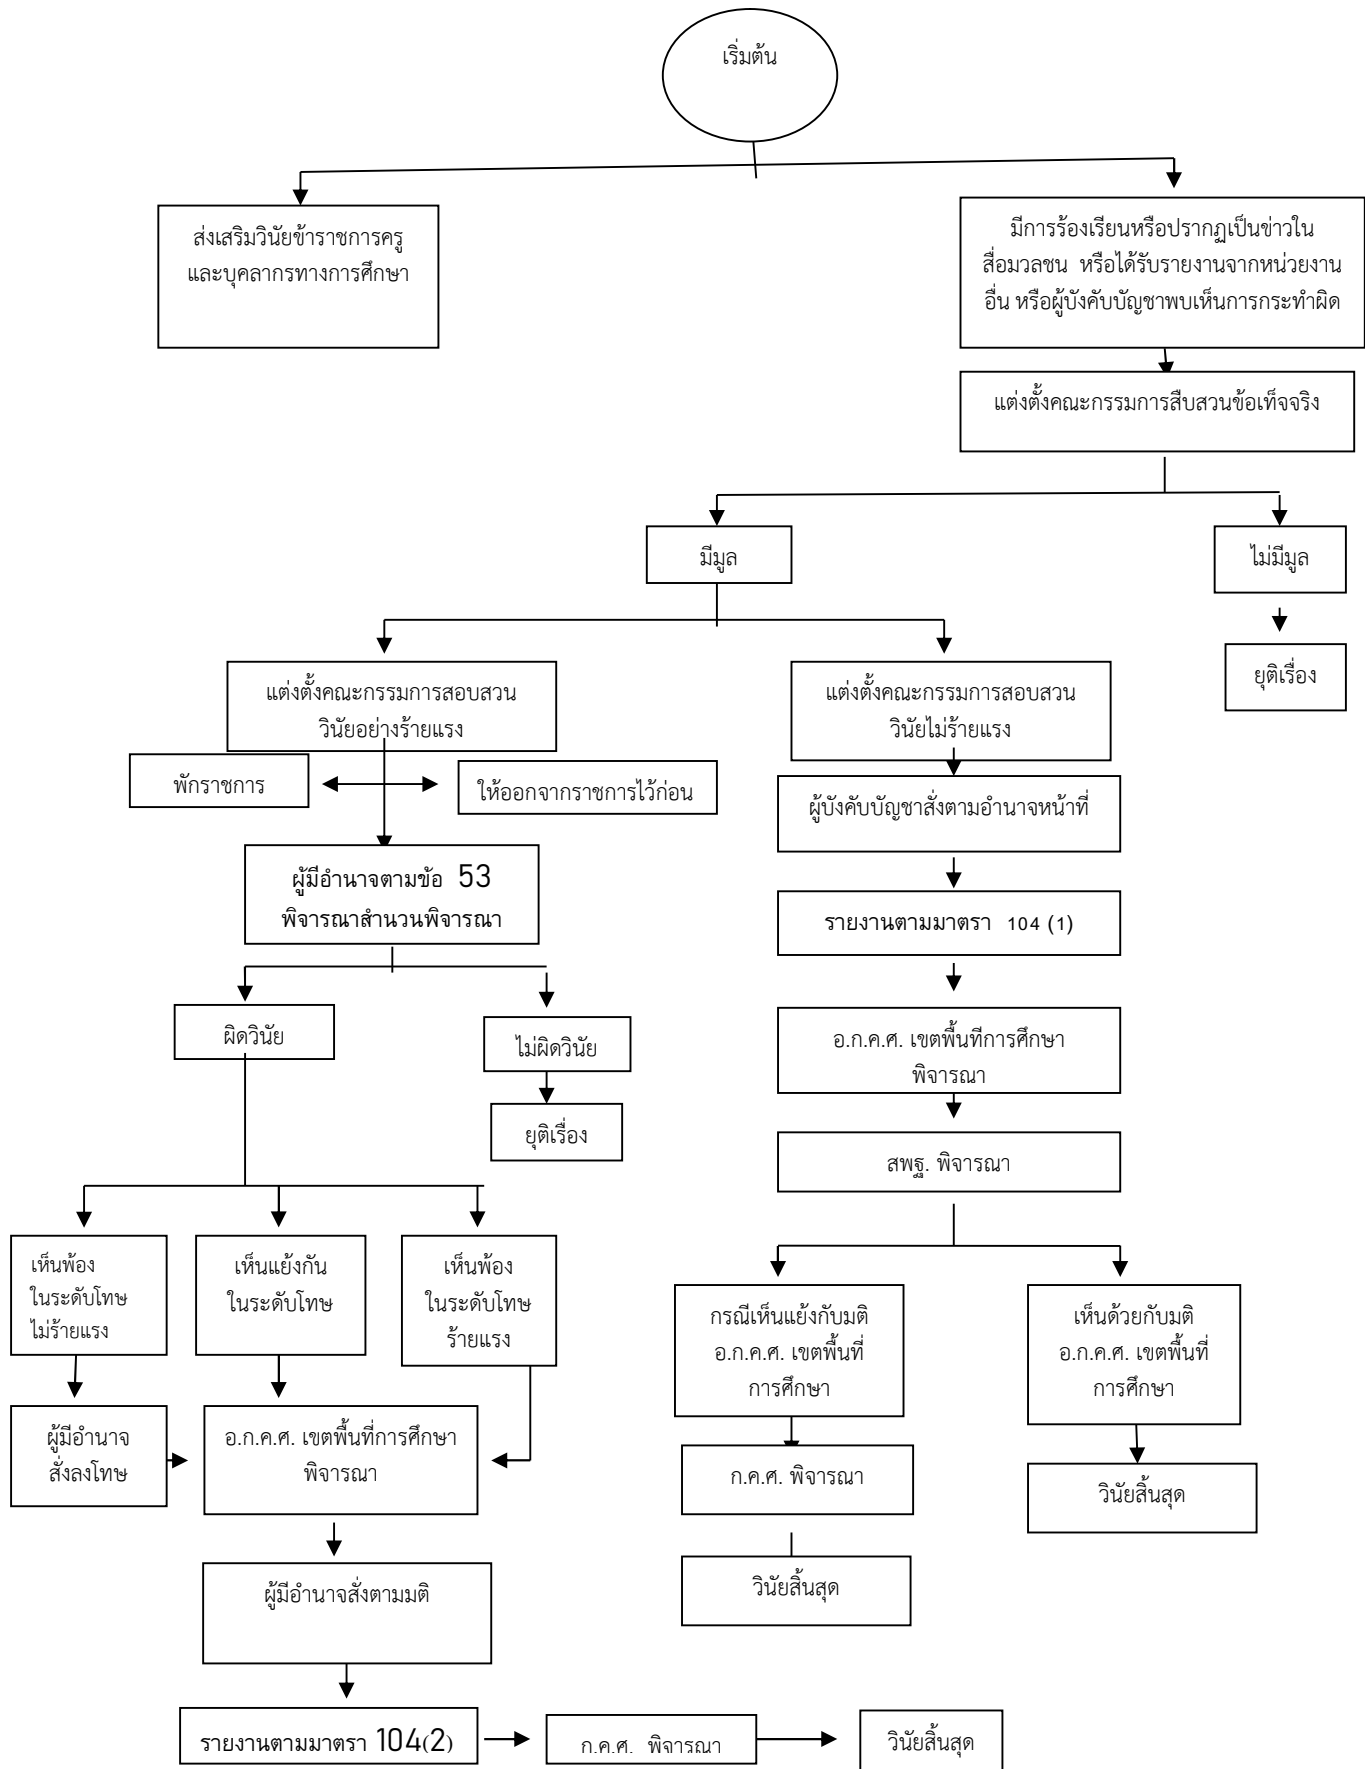 เริ่มต้น
ส่งเสริมวินัยข้าราชการครู
และบุคลากรทางการศึกษา
มีการร้องเรียนหรือปรากฏเป็นข่าวใน
สื่อมวลชน หรือได้รับรายงานจากหน่วยงาน
อื่น หรือผู้บังคับบัญชาพบเห็นการกระทำผิด
แต่งตั้งคณะกรรมการสืบสวนข้อเท็จจริง
มีมูล
ไม่มีมูล
ยุติเรื่อง
แต่งตั้งคณะกรรมการสอบสวน
วินัยอย่างร้ายแรง
แต่งตั้งคณะกรรมการสอบสวน
วินัยไม่ร้ายแรง
พักราชการ
ให้ออกจากราชการไว้ก่อน
ผู้บังคับบัญชาสั่งตามอำนาจหน้าที่
ผู้มีอำนาจตามข้อ 53
พิจารณาสำนวนพิจารณา
รายงานตามมาตรา 104 (1)
ผิดวินัย
ไม่ผิดวินัย
ยุติเรื่อง
อ.ก.ค.ศ. เขตพื้นที่การศึกษา
พิจารณา
สพฐ. พิจารณา
เห็นพ้อง
ในระดับโทษ
ไม่ร้ายแรง
เห็นแย้งกัน
ในระดับโทษ
เห็นพ้อง
ในระดับโทษ
ร้ายแรง
กรณีเห็นแย้งกับมติ
อ.ก.ค.ศ. เขตพื้นที่
การศึกษา
เห็นด้วยกับมติ
อ.ก.ค.ศ. เขตพื้นที่
การศึกษา
ผู้มีอำนาจ
สั่งลงโทษ
อ.ก.ค.ศ. เขตพื้นที่การศึกษา
พิจารณา
ก.ค.ศ. พิจารณา
วินัยสิ้นสุด
วินัยสิ้นสุด
ผู้มีอำนาจสั่งตามมติ
รายงานตามมาตรา 104(2)
ก.ค.ศ. พิจารณา
วินัยสิ้นสุด